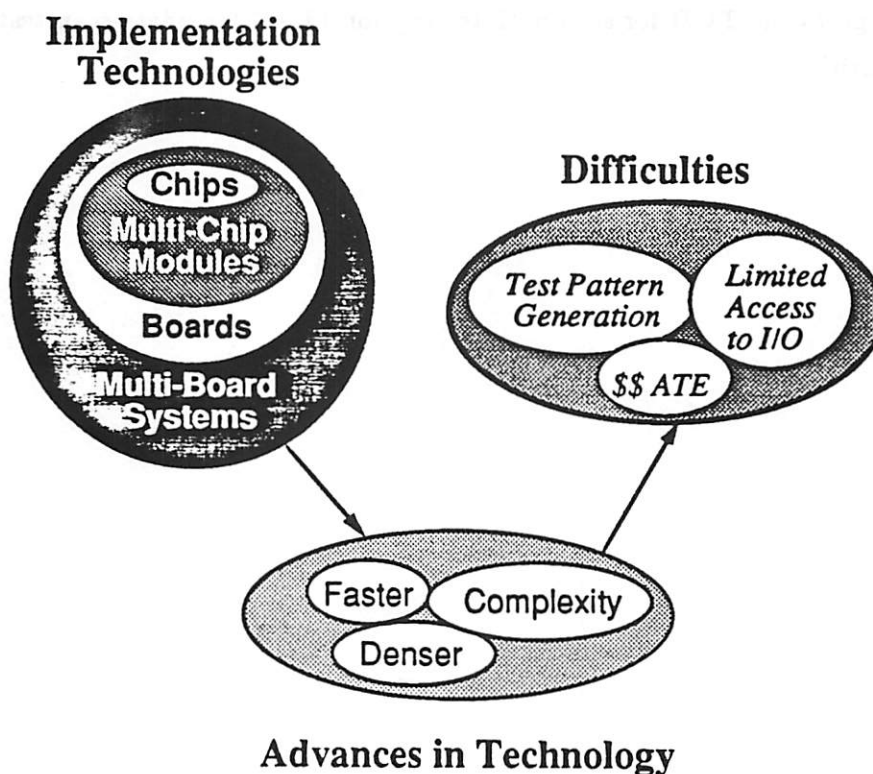 Implementation
Technologies
Chips
Multi-Chip
Modules
Boards
Multi-Board
Systems
Difficulties
Test Pattern
Generation
Limited
Access
to I/O
$$ ATE
Faster
Complexity
Denser
Advances in Technology